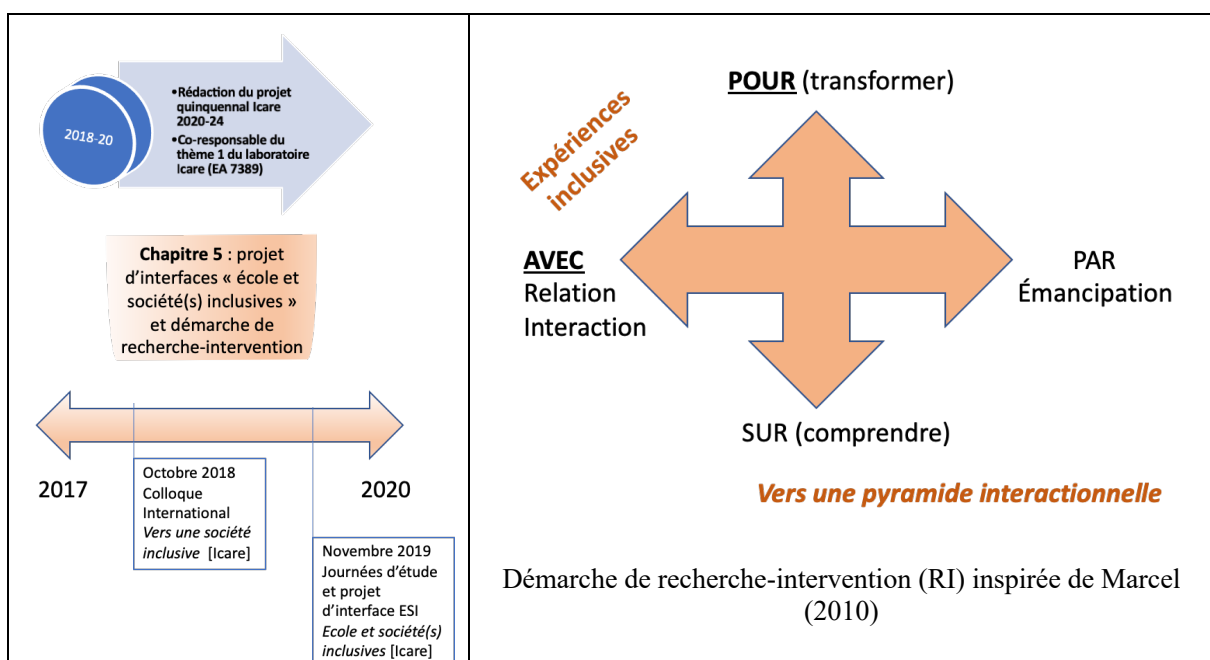 2018-20
•Rédaction du projet
quinquennal Icare
2020-24
•Co-responsable du
thème 1 du laboratoire
Icare (EA 7389)
Chapitre 5 : projet
d’interfaces « école et
société(s) inclusives »
et démarche de
recherche-intervention
2017
2020
Octobre 2018
Colloque
International
Vers une société
inclusive [Icare]
Novembre 2019
Journées d’étude
et projet
d’interface ESI
Ecole et société(s)
inclusives [Icare]
Expériences
inclusives
POUR (transformer)
AVEC
Relation
Interaction
PAR
Émancipation
SUR (comprendre)
Vers une pyramide interactionnelle
Démarche de recherche-intervention (RI) inspirée de Marcel
(2010)